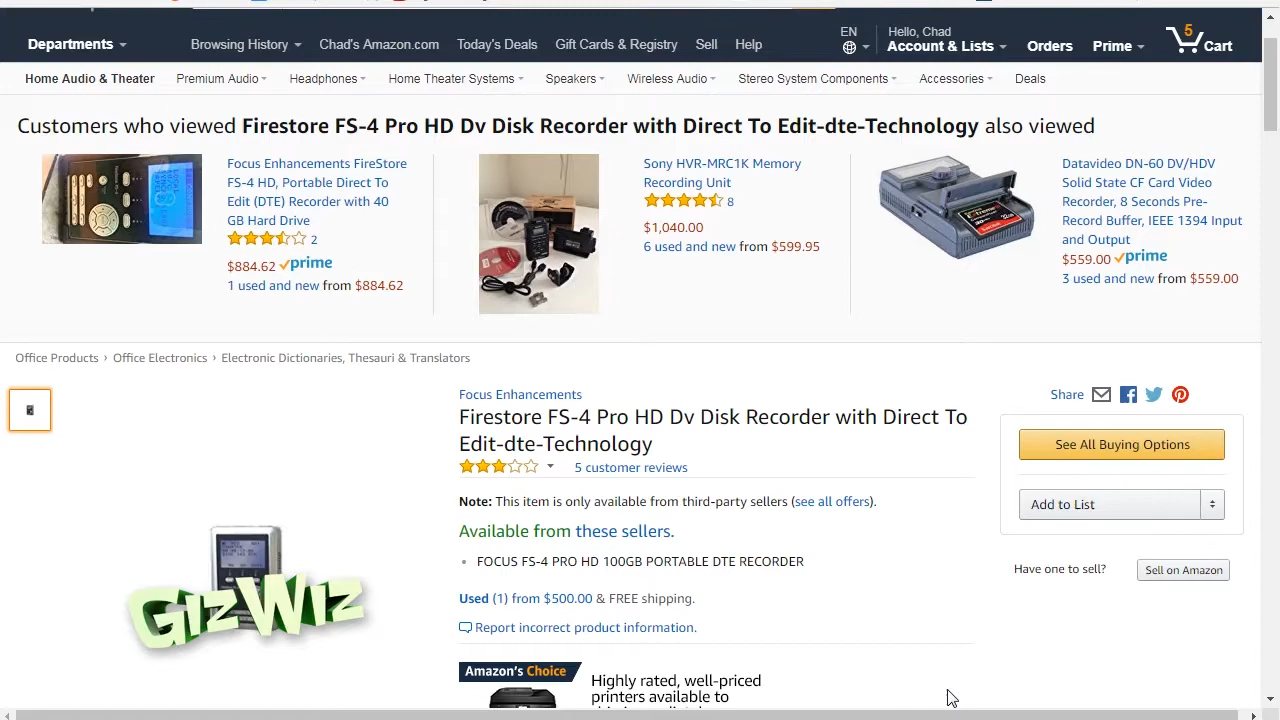 Departments
Browsing History
Chad's Amazon.com
Today's Deals
Gift Cards & Registry
Sell
Help
EN
Hello, Chad
Account & Lists
Orders
Prime
5
Cart
Home Audio & Theater
Premium Audio
Headphones
Home Theater Systems
Speakers
Wireless Audio
Stereo System Components
Accessories
Deals
Customers who viewed Firestore FS-4 Pro HD Dv Disk Recorder with Direct To Edit-dte-Technology also viewed
Focus Enhancements FireStore
FS-4 HD, Portable Direct To
Edit (DTE) Recorder with 40
GB Hard Drive
2
$884.62 prime
1 used and new from $884.62
Sony HVR-MRC1K Memory
Recording Unit
8
$1,040.00
6 used and new from $599.95
Datavideo DN-60 DV/HDV
Solid State CF Card Video
Recorder, 8 Seconds Pre-
Record Buffer, IEEE 1394 Input
and Output
$559.00 prime
3 used and new from $559.00
Office Products › Office Electronics › Electronic Dictionaries, Thesauri & Translators
Focus Enhancements
Firestore FS-4 Pro HD Dv Disk Recorder with Direct To
Edit-dte-Technology
5 customer reviews
Note: This item is only available from third-party sellers (see all offers).
Available from these sellers.
• FOCUS FS-4 PRO HD 100GB PORTABLE DTE RECORDER
Used (1) from $500.00 & FREE shipping.
Report incorrect product information.
Amazon's Choice
Highly rated, well-priced
printers available to
Share
See All Buying Options
Add to List
Have one to sell?
Sell on Amazon
GIZWIZ